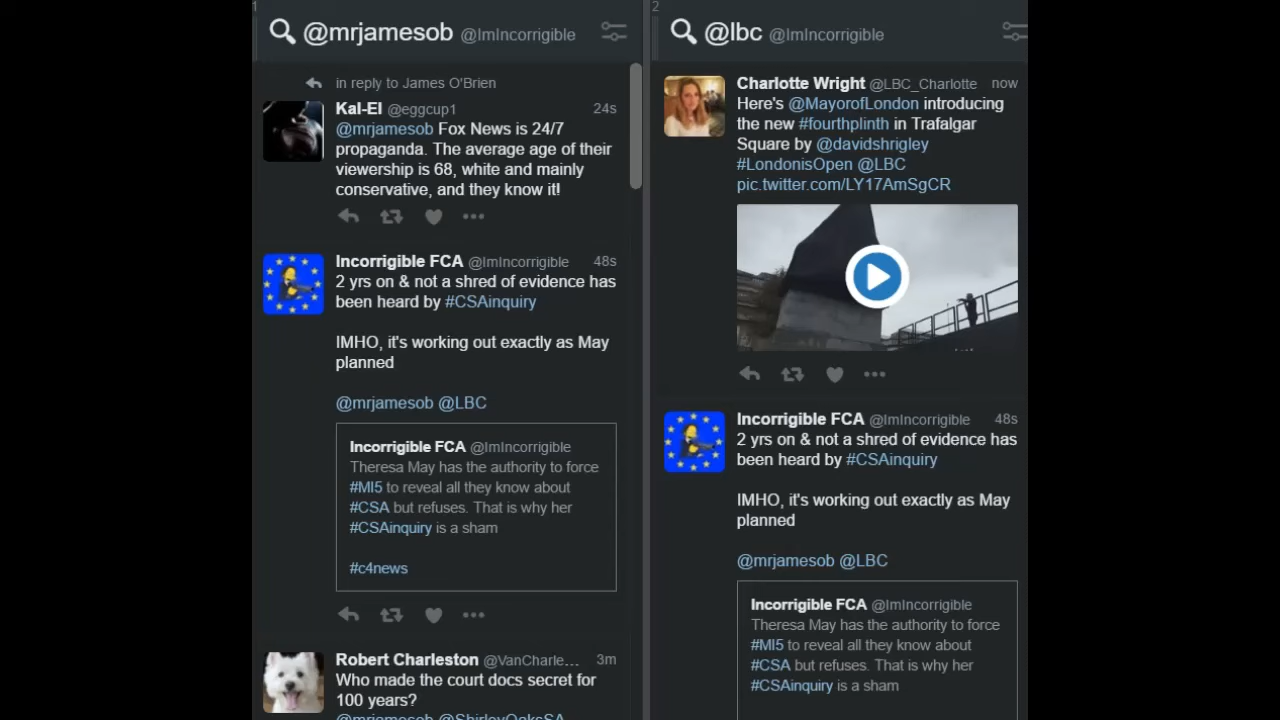 1
@mrjamesob @ImIncorrigible
in reply to James O'Brien
Kal-El @eggcup1 24s
@mrjamesob Fox News is 24/7
propaganda. The average age of their
viewership is 68, white and mainly
conservative, and they know it!
Incorrigible FCA @ImIncorrigible 48s
2 yrs on & not a shred of evidence has
been heard by #CSAinquiry
IMHO, it's working out exactly as May
planned
@mrjamesob @LBC
Incorrigible FCA @ImIncorrigible
Theresa May has the authority to force
#MI5 to reveal all they know about
#CSA but refuses. That is why her
#CSAinquiry is a sham
#c4news
Robert Charleston @VanCharle... 3m
Who made the court docs secret for
100 years?
@mrjamesob @ShirleyOaksSA
2
@lbc @ImIncorrigible
Charlotte Wright @LBC_Charlotte now
Here's @MayorofLondon introducing
the new #fourthplinth in Trafalgar
Square by @davidshrigley
#LondonisOpen @LBC
pic.twitter.com/LY17AmSgCR
Incorrigible FCA @ImIncorrigible 48s
2 yrs on & not a shred of evidence has
been heard by #CSAinquiry
IMHO, it's working out exactly as May
planned
@mrjamesob @LBC
Incorrigible FCA @ImIncorrigible
Theresa May has the authority to force
#MI5 to reveal all they know about
#CSA but refuses. That is why her
#CSAinquiry is a sham